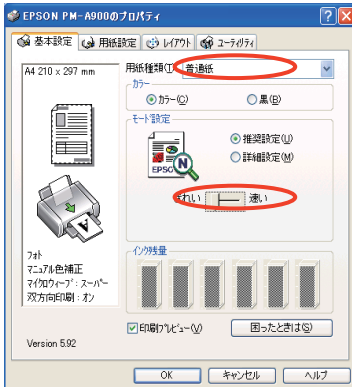 EPSON PM-A900のプロパティ
基本設定 用紙設定 レイアウト ユーティリティ
A4 210 x 297 mm
用紙種類(T) 普通紙
カラー
カラー(C) 黒(B)
モード設定
推奨設定(U)
詳細設定(M)
EPSO N
きれい 速い
インク残量
フォト
マニュアル色補正
マイクロウィーブ : スーパー
双方向印刷 : オン
印刷プレビュー(V) 困ったときは(S)
Version 5.92
OK キャンセル ヘルプ